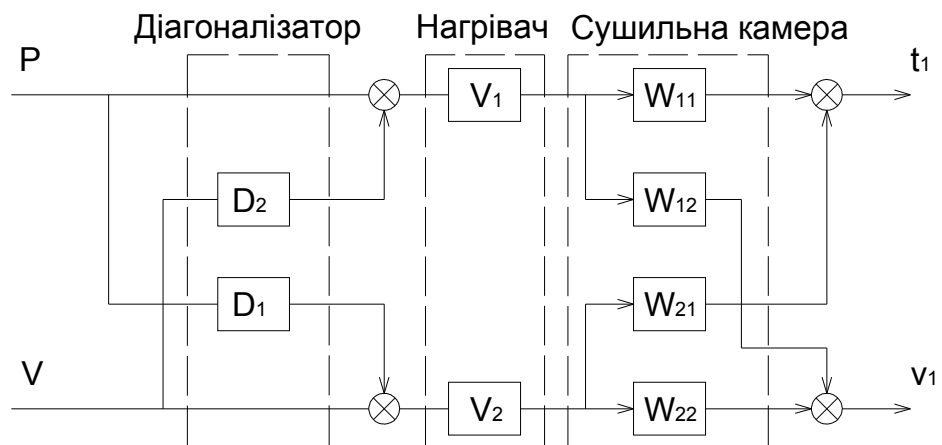 Діагоналізатор Нагрівач Сушильна камера
P t1
V1 W11
D2 W12
D1 W21
V v1
V2 W22